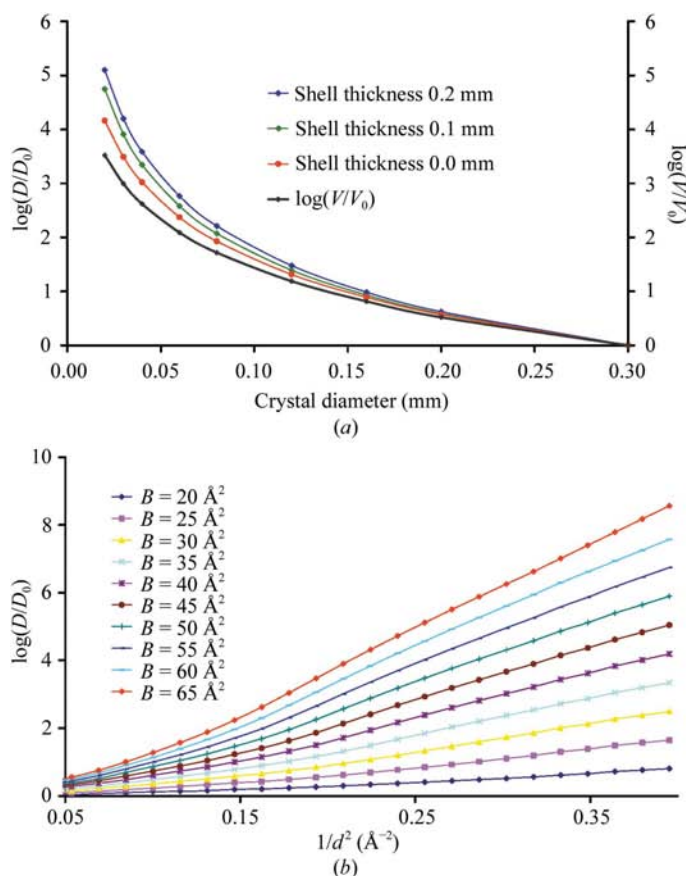 6
5
4
3
2
1
0
log(D/D₀)
Shell thickness 0.2 mm
Shell thickness 0.1 mm
Shell thickness 0.0 mm
log(V/V₀)
6
5
4
3
2
1
0
log(V/V₀)
0.00 0.05 0.10 0.15 0.20 0.25 0.30
Crystal diameter (mm)
(a)
10
8
6
4
2
0
log(D/D₀)
B = 20 Å²
B = 25 Å²
B = 30 Å²
B = 35 Å²
B = 40 Å²
B = 45 Å²
B = 50 Å²
B = 55 Å²
B = 60 Å²
B = 65 Å²
0.05 0.15 0.25 0.35
1/d² (Å⁻²)
(b)